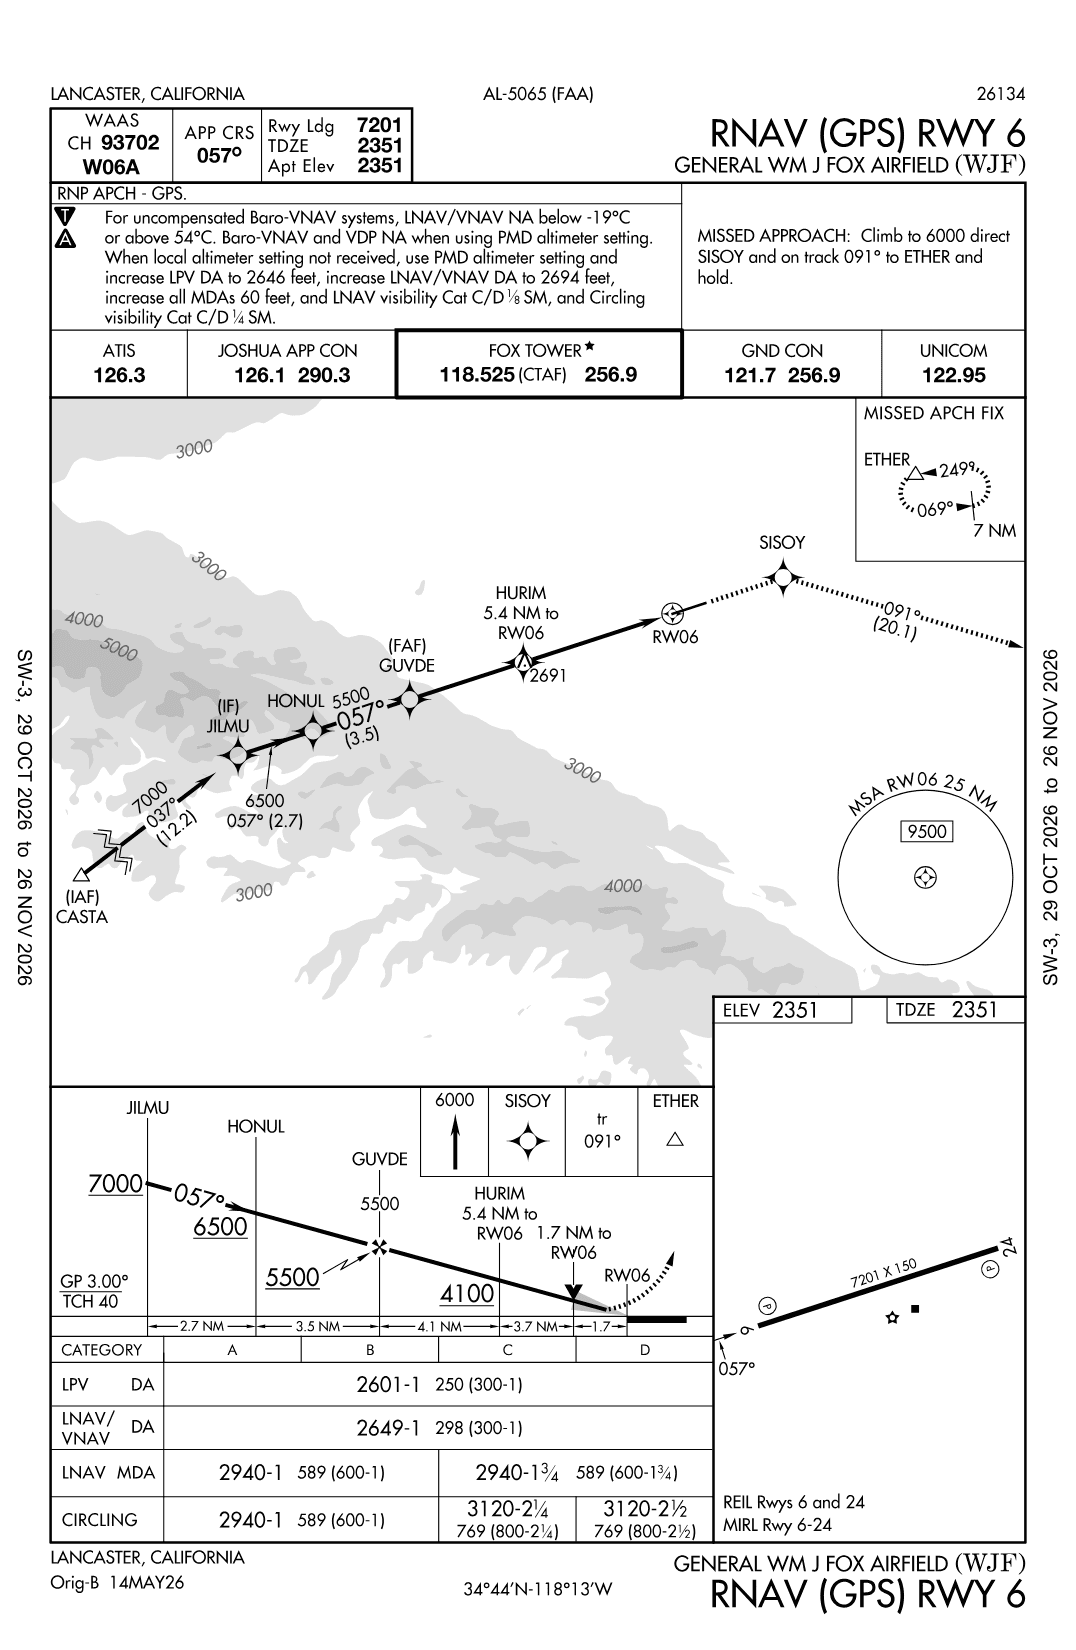 LANCASTER, CALIFORNIA
AL-5065 (FAA)
26134
WAAS
CH 93702
W06A
APP CRS
057°
Rwy Ldg 7201
TDZE 2351
Apt Elev 2351
RNAV (GPS) RWY 6
GENERAL WM J FOX AIRFIELD (WJF)
RNP APCH - GPS.
T
A
For uncompensated Baro-VNAV systems, LNAV/VNAV NA below -19°C
or above 54°C. Baro-VNAV and VDP NA when using PMD altimeter setting.
When local altimeter setting not received, use PMD altimeter setting and
increase LPV DA to 2646 feet, increase LNAV/VNAV DA to 2694 feet,
increase all MDAs 60 feet, and LNAV visibility Cat C/D ⅛ SM, and Circling
visibility Cat C/D ¼ SM.
MISSED APPROACH: Climb to 6000 direct
SISOY and on track 091° to ETHER and
hold.
ATIS
126.3
JOSHUA APP CON
126.1 290.3
FOX TOWER★
118.525 (CTAF) 256.9
GND CON
121.7 256.9
UNICOM
122.95
MISSED APCH FIX
ETHER
249°
069°
7 NM
3000
3000
4000
5000
SISOY
HURIM
5.4 NM to
RW06
RW06
091°
(20.1)
2691
(FAF)
GUVDE
HONUL
5500
057°
(3.5)
(IF)
JILMU
6500
057° (2.7)
7000
037°
(12.2)
(IAF)
CASTA
3000
3000
4000
MSA RW06 25 NM
9500
SW-3, 29 OCT 2026 to 26 NOV 2026
SW-3, 29 OCT 2026 to 26 NOV 2026
ELEV 2351
TDZE 2351
7201 X 150
P
P
6
24
057°
REIL Rwys 6 and 24
MIRL Rwy 6-24
6000
SISOY
tr
091°
ETHER
JILMU
HONUL
GUVDE
5500
HURIM
5.4 NM to
RW06
1.7 NM to
RW06
RW06
7000
057°
6500
5500
4100
GP 3.00°
TCH 40
2.7 NM
3.5 NM
4.1 NM
3.7 NM
1.7
CATEGORY A B C D
LPV DA 2601-1 250 (300-1)
LNAV/
VNAV DA 2649-1 298 (300-1)
LNAV MDA 2940-1 589 (600-1) 2940-1¾ 589 (600-1¾)
CIRCLING 2940-1 589 (600-1)
3120-2¼
769 (800-2¼)
3120-2½
769 (800-2½)
LANCASTER, CALIFORNIA
Orig-B 14MAY26
34°44'N-118°13'W
GENERAL WM J FOX AIRFIELD (WJF)
RNAV (GPS) RWY 6